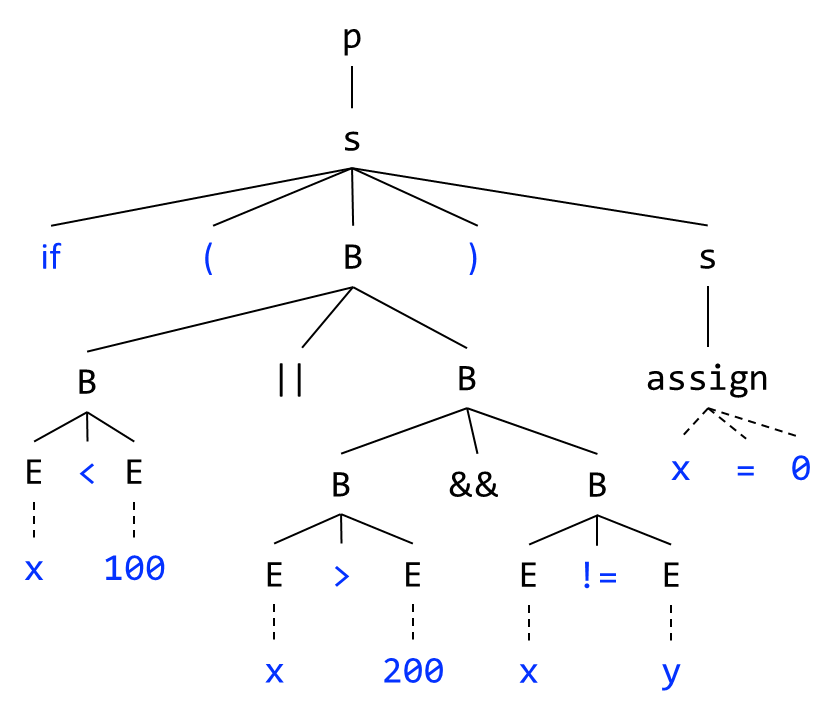 p
s
if ( B ) s
B || B assign
E < E B && B x = 0
x 100 E > E E != E
x 200 x y